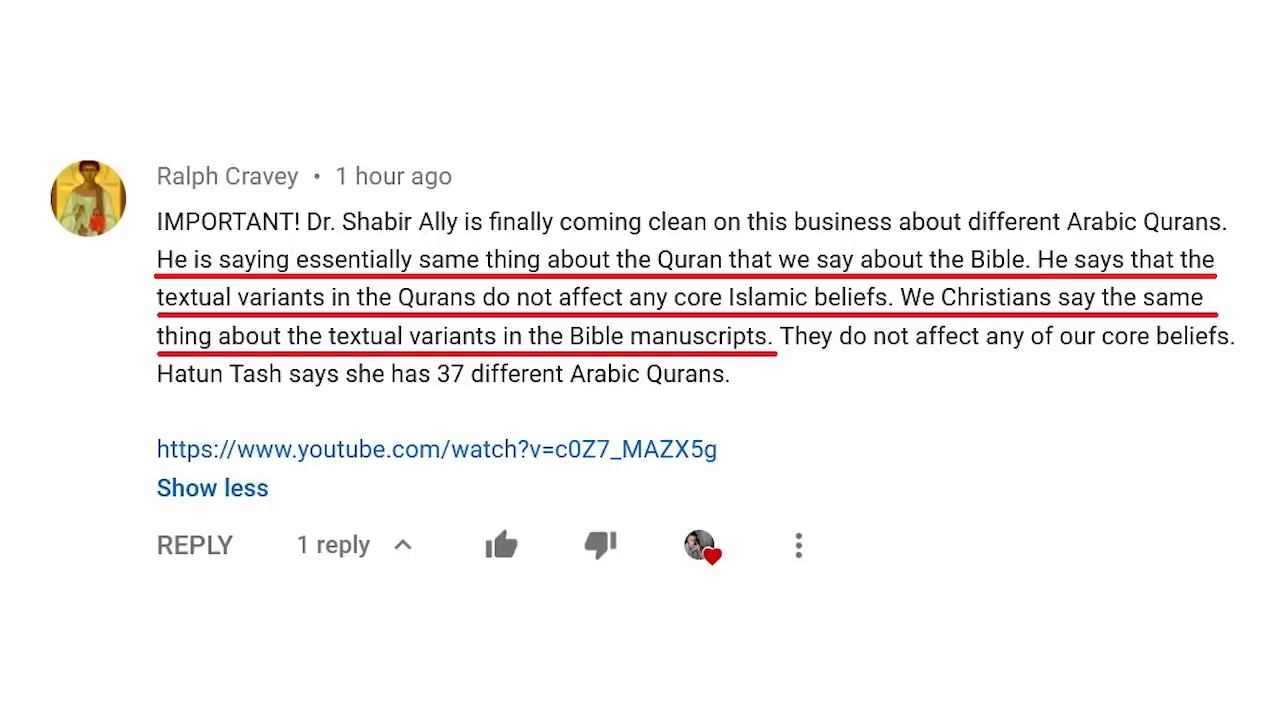 Ralph Cravey • 1 hour ago
IMPORTANT! Dr. Shabir Ally is finally coming clean on this business about different Arabic Qurans.
He is saying essentially same thing about the Quran that we say about the Bible. He says that the
textual variants in the Qurans do not affect any core Islamic beliefs. We Christians say the same
thing about the textual variants in the Bible manuscripts. They do not affect any of our core beliefs.
Hatun Tash says she has 37 different Arabic Qurans.
https://www.youtube.com/watch?v=c0Z7_MAZX5g
Show less
REPLY 1 reply